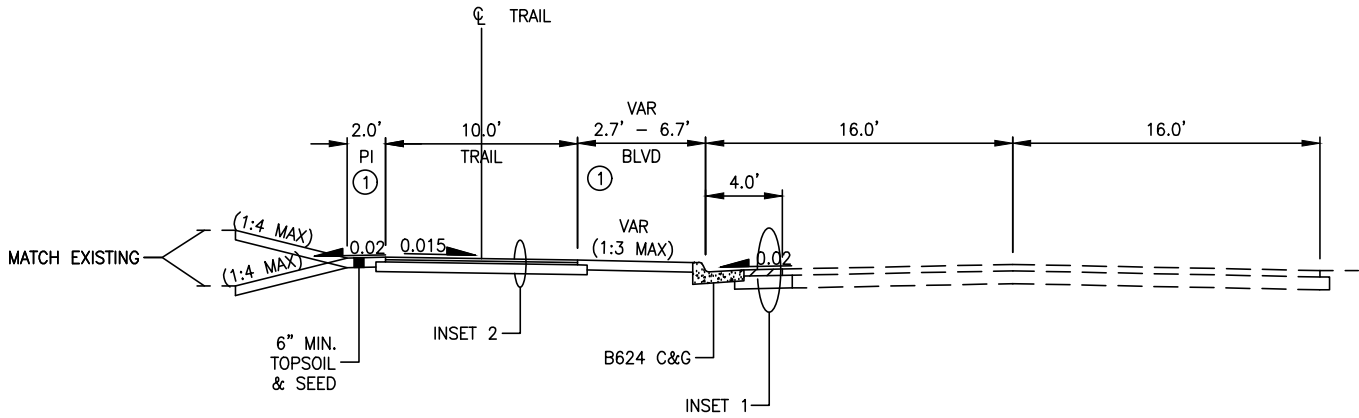 ℄ TRAIL
VAR
2.0' 10.0' 2.7' - 6.7' 16.0' 16.0'
PI TRAIL BLVD
1 1
4.0'
VAR
(1:3 MAX)
(1:4 MAX)
0.02 0.015 0.02
MATCH EXISTING
(1:4 MAX)
INSET 2
6" MIN.
TOPSOIL
& SEED
B624 C&G
INSET 1